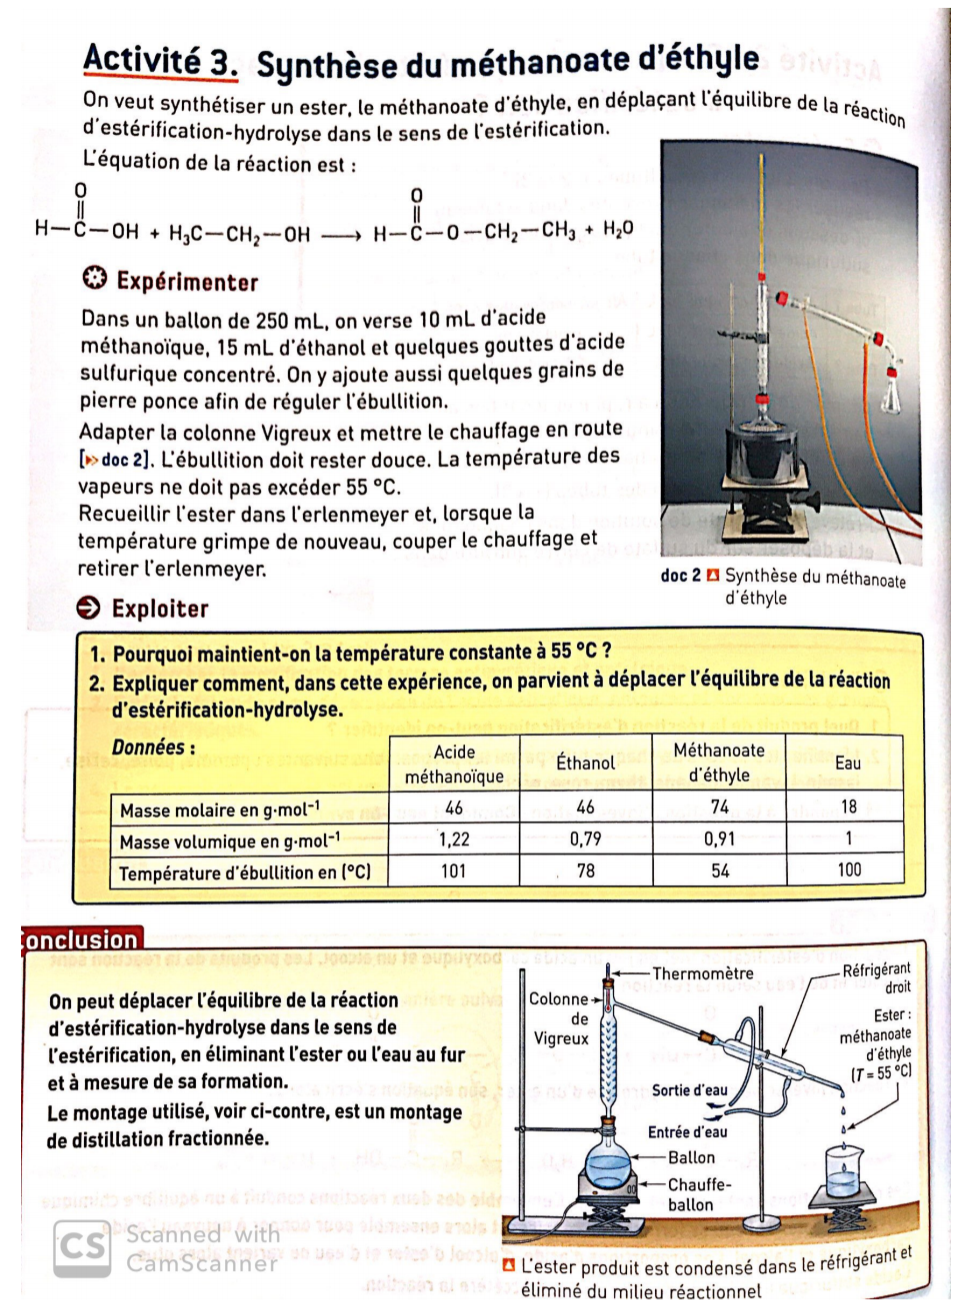 Activité 3. Synthèse du méthanoate d'éthyle
On veut synthétiser un ester, le méthanoate d'éthyle, en déplaçant l'équilibre de la réaction
d'estérification-hydrolyse dans le sens de l'estérification.
L'équation de la réaction est :
O O
H—C—OH + H₃C—CH₂—OH ⟶ H—C—O—CH₂—CH₃ + H₂O
Expérimenter
Dans un ballon de 250 mL, on verse 10 mL d'acide
méthanoïque, 15 mL d'éthanol et quelques gouttes d'acide
sulfurique concentré. On y ajoute aussi quelques grains de
pierre ponce afin de réguler l'ébullition.
Adapter la colonne Vigreux et mettre le chauffage en route
[▸▸ doc 2]. L'ébullition doit rester douce. La température des
vapeurs ne doit pas excéder 55 °C.
Recueillir l'ester dans l'erlenmeyer et, lorsque la
température grimpe de nouveau, couper le chauffage et
retirer l'erlenmeyer.
doc 2 Synthèse du méthanoate
d'éthyle
Exploiter
1. Pourquoi maintient-on la température constante à 55 °C ?
2. Expliquer comment, dans cette expérience, on parvient à déplacer l'équilibre de la réaction
d'estérification-hydrolyse.
Données :
Acide
méthanoïque
Éthanol
Méthanoate
d'éthyle
Eau
Masse molaire en g·mol⁻¹ 46 46 74 18
Masse volumique en g·mol⁻¹ 1,22 0,79 0,91 1
Température d'ébullition en (°C) 101 78 54 100
onclusion
On peut déplacer l'équilibre de la réaction
d'estérification-hydrolyse dans le sens de
l'estérification, en éliminant l'ester ou l'eau au fur
et à mesure de sa formation.
Le montage utilisé, voir ci-contre, est un montage
de distillation fractionnée.
Thermomètre
Colonne
de
Vigreux
Réfrigérant
droit
Ester :
méthanoate
d'éthyle
(T = 55 °C)
Sortie d'eau
Entrée d'eau
Ballon
Chauffe-
ballon
L'ester produit est condensé dans le réfrigérant et
éliminé du milieu réactionnel
CS Scanned with
CamScanner